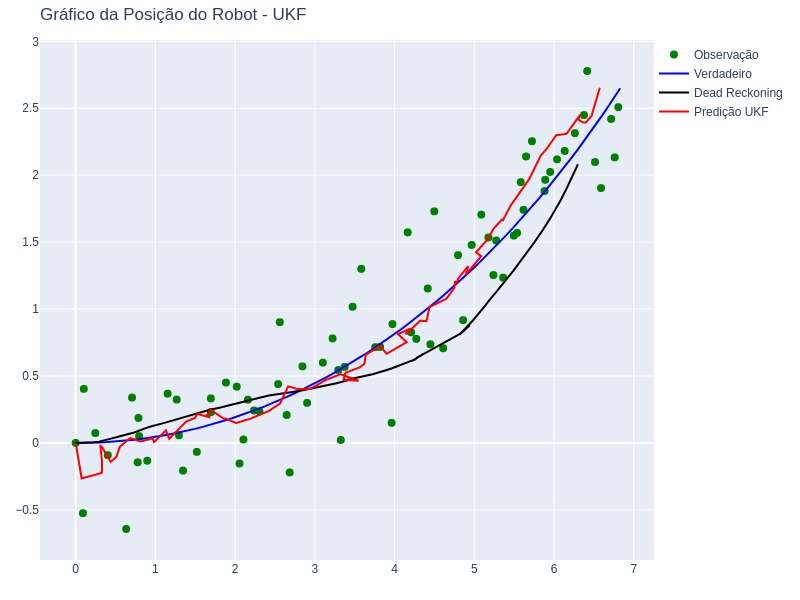 Gráfico da Posição do Robot - UKF
3
2.5
2
1.5
1
0.5
0
−0.5
0 1 2 3 4 5 6 7
Observação
Verdadeiro
Dead Reckoning
Predição UKF